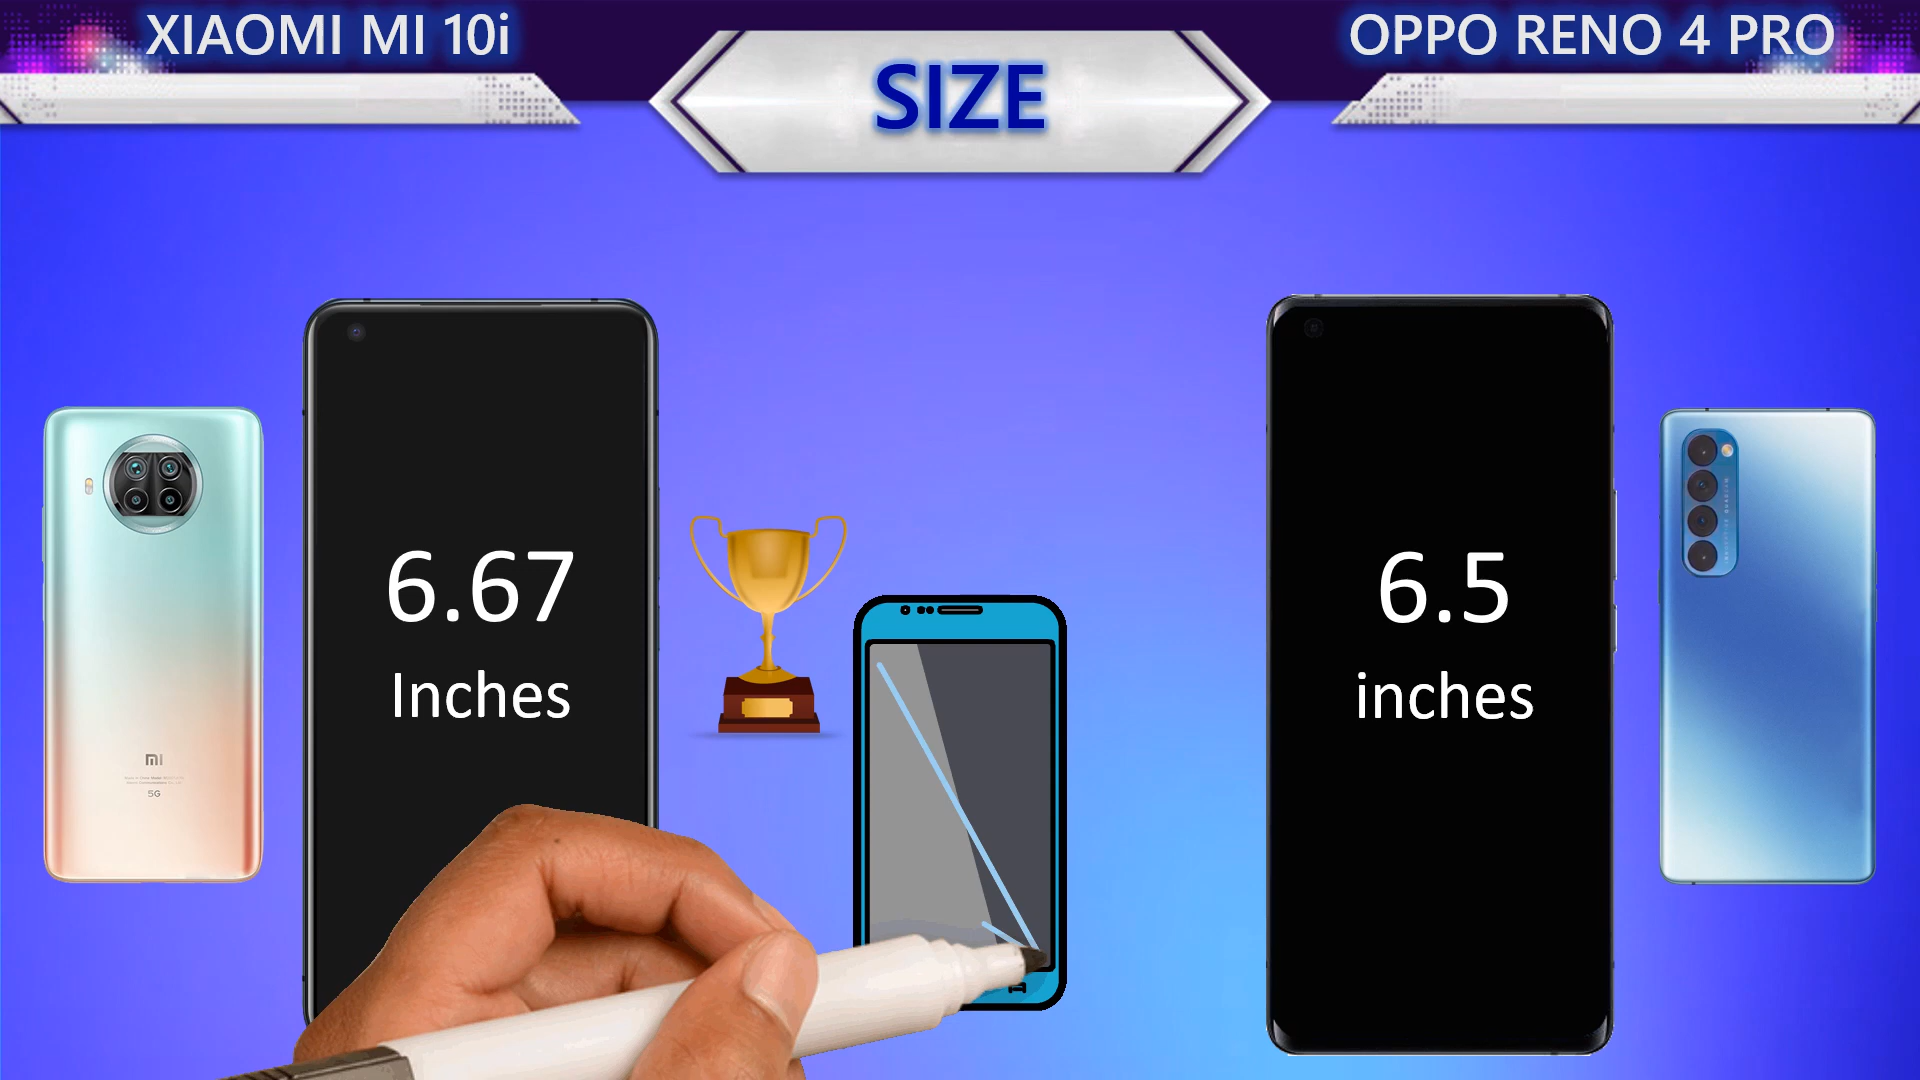 XIAOMI MI 10i
SIZE
OPPO RENO 4 PRO
6.67
Inches
6.5
inches
mi
5G